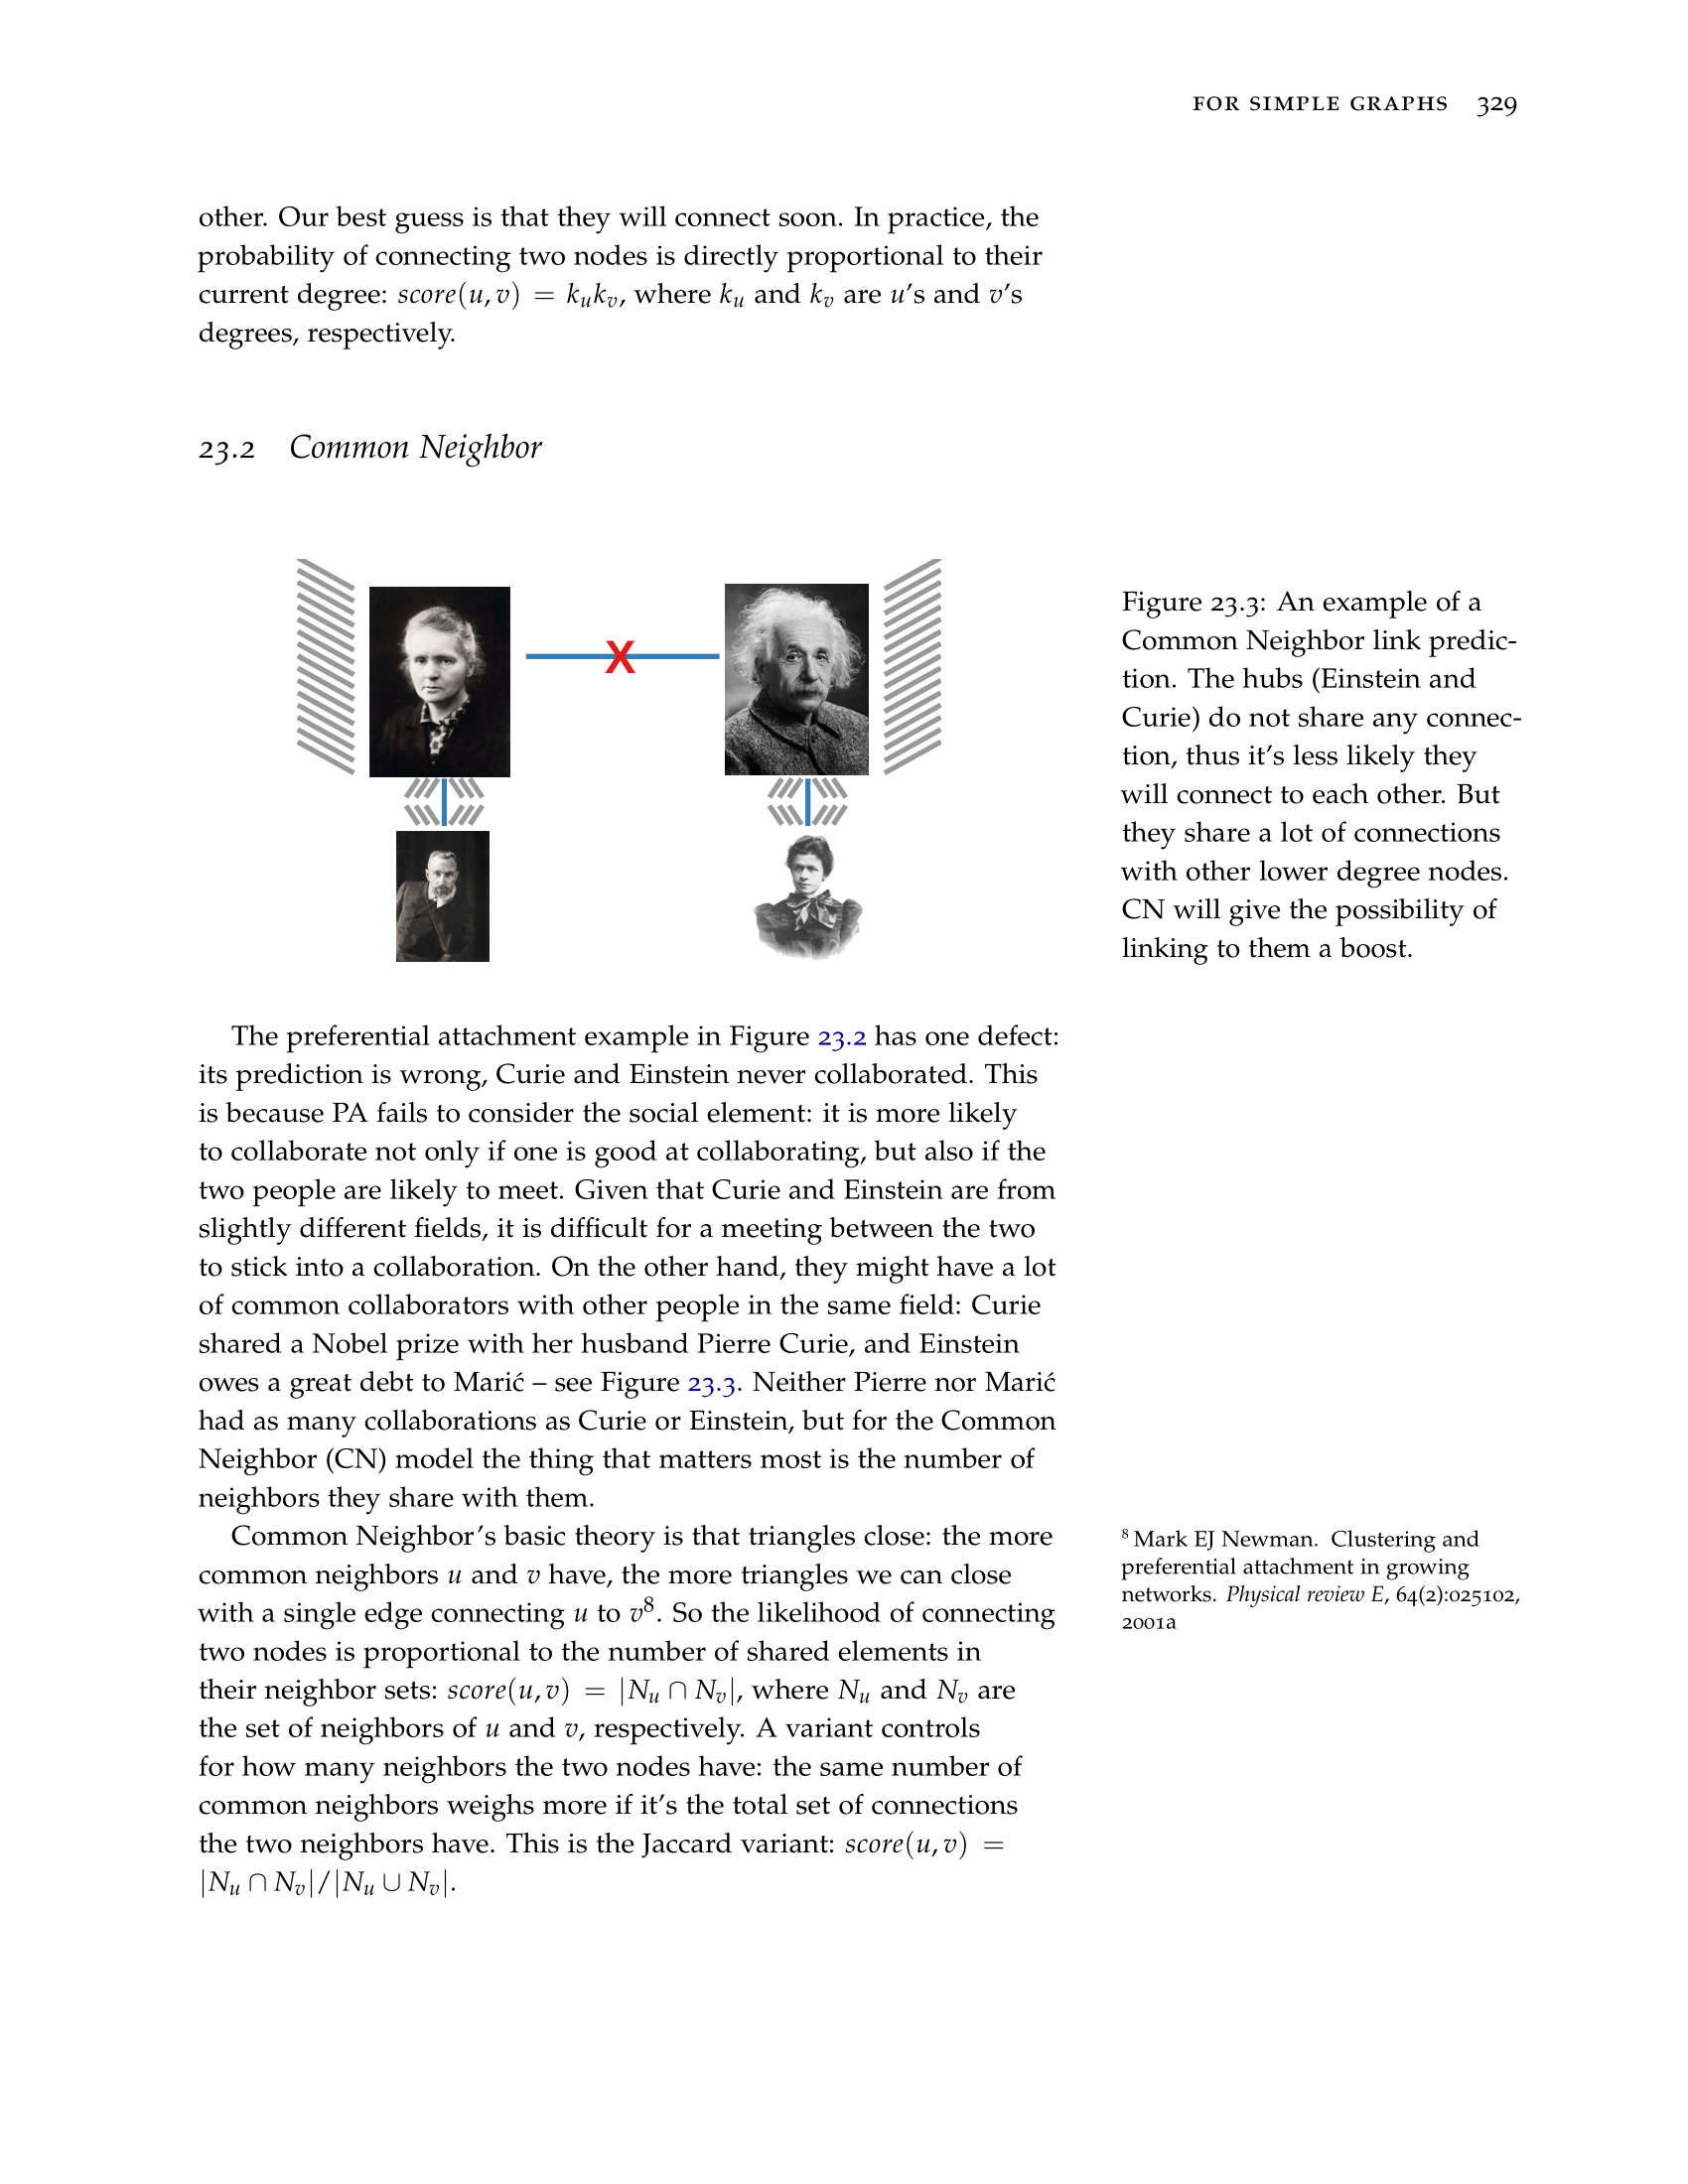 FOR SIMPLE GRAPHS 329
other. Our best guess is that they will connect soon. In practice, the
probability of connecting two nodes is directly proportional to their
current degree: score(u, v) = kukv, where ku and kv are u's and v's
degrees, respectively.
23.2 Common Neighbor
X
Figure 23.3: An example of a
Common Neighbor link predic-
tion. The hubs (Einstein and
Curie) do not share any connec-
tion, thus it's less likely they
will connect to each other. But
they share a lot of connections
with other lower degree nodes.
CN will give the possibility of
linking to them a boost.
The preferential attachment example in Figure 23.2 has one defect:
its prediction is wrong, Curie and Einstein never collaborated. This
is because PA fails to consider the social element: it is more likely
to collaborate not only if one is good at collaborating, but also if the
two people are likely to meet. Given that Curie and Einstein are from
slightly different fields, it is difficult for a meeting between the two
to stick into a collaboration. On the other hand, they might have a lot
of common collaborators with other people in the same field: Curie
shared a Nobel prize with her husband Pierre Curie, and Einstein
owes a great debt to Marić – see Figure 23.3. Neither Pierre nor Marić
had as many collaborations as Curie or Einstein, but for the Common
Neighbor (CN) model the thing that matters most is the number of
neighbors they share with them.
Common Neighbor's basic theory is that triangles close: the more
common neighbors u and v have, the more triangles we can close
with a single edge connecting u to v⁸. So the likelihood of connecting
two nodes is proportional to the number of shared elements in
their neighbor sets: score(u, v) = |Nu ∩ Nv|, where Nu and Nv are
the set of neighbors of u and v, respectively. A variant controls
for how many neighbors the two nodes have: the same number of
common neighbors weighs more if it's the total set of connections
the two neighbors have. This is the Jaccard variant: score(u, v) =
|Nu ∩ Nv|/|Nu ∪ Nv|.
⁸ Mark EJ Newman. Clustering and
preferential attachment in growing
networks. Physical review E, 64(2):025102,
2001a